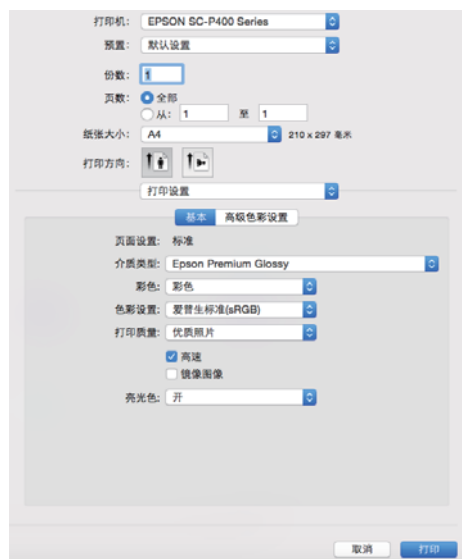 打印机: EPSON SC-P400 Series
预置: 默认设置
份数: 1
页数: 全部
从: 1 至 1
纸张大小: A4 210 x 297 毫米
打印方向:
打印设置
基本 高级色彩设置
页面设置: 标准
介质类型: Epson Premium Glossy
彩色: 彩色
色彩设置: 爱普生标准(sRGB)
打印质量: 优质照片
高速
镜像图像
亮光色: 开
取消 打印